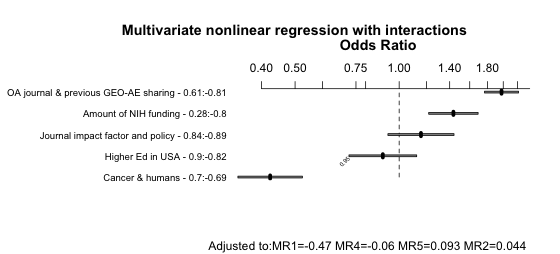 Multivariate nonlinear regression with interactions
Odds Ratio
0.40 0.50 0.75 1.00 1.40 1.80
OA journal & previous GEO-AE sharing - 0.61:-0.81
Amount of NIH funding - 0.28:-0.8
Journal impact factor and policy - 0.84:-0.89
Higher Ed in USA - 0.9:-0.82
0.95
Cancer & humans - 0.7:-0.69
Adjusted to:MR1=-0.47 MR4=-0.06 MR5=0.093 MR2=0.044